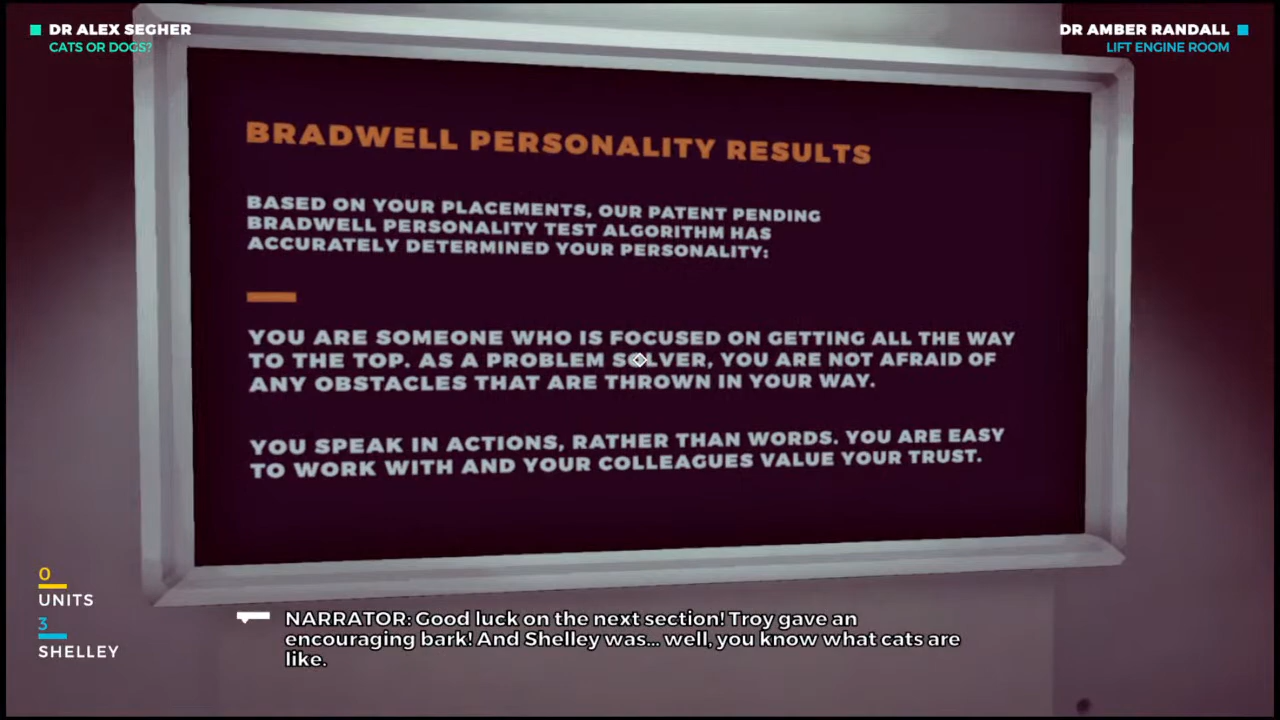 DR ALEX SEGHER
CATS OR DOGS?
DR AMBER RANDALL
LIFT ENGINE ROOM
BRADWELL PERSONALITY RESULTS
BASED ON YOUR PLACEMENTS, OUR PATENT PENDING
BRADWELL PERSONALITY TEST ALGORITHM HAS
ACCURATELY DETERMINED YOUR PERSONALITY:
YOU ARE SOMEONE WHO IS FOCUSED ON GETTING ALL THE WAY
TO THE TOP. AS A PROBLEM SOLVER, YOU ARE NOT AFRAID OF
ANY OBSTACLES THAT ARE THROWN IN YOUR WAY.
YOU SPEAK IN ACTIONS, RATHER THAN WORDS. YOU ARE EASY
TO WORK WITH AND YOUR COLLEAGUES VALUE YOUR TRUST.
0
UNITS
3
SHELLEY
NARRATOR: Good luck on the next section! Troy gave an
encouraging bark! And Shelley was... well, you know what cats are
like.